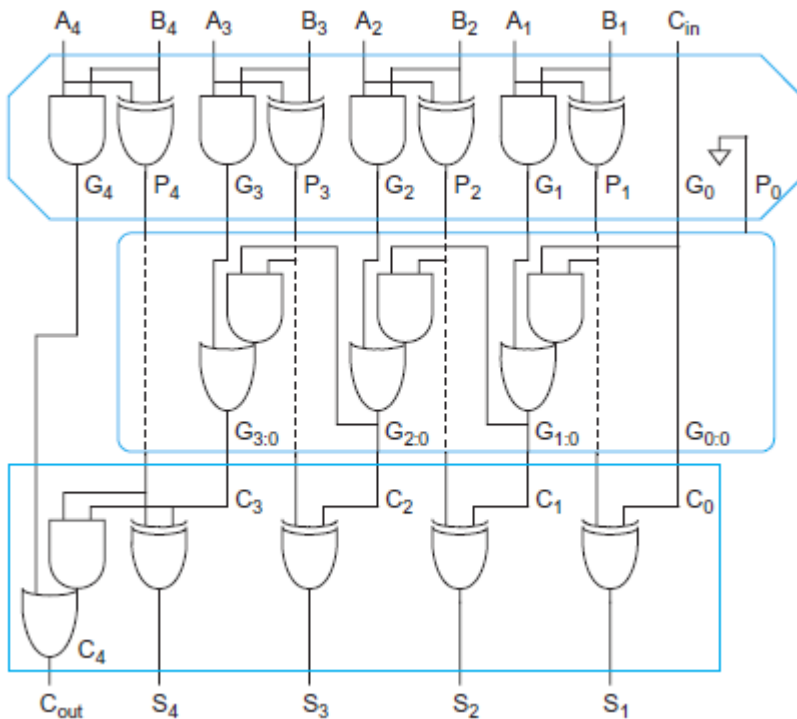 A4 B4 A3 B3 A2 B2 A1 B1 Cin
G4 P4 G3 P3 G2 P2 G1 P1 G0 P0
G3:0 G2:0 G1:0 G0:0
C3 C2 C1 C0
C4
Cout S4 S3 S2 S1